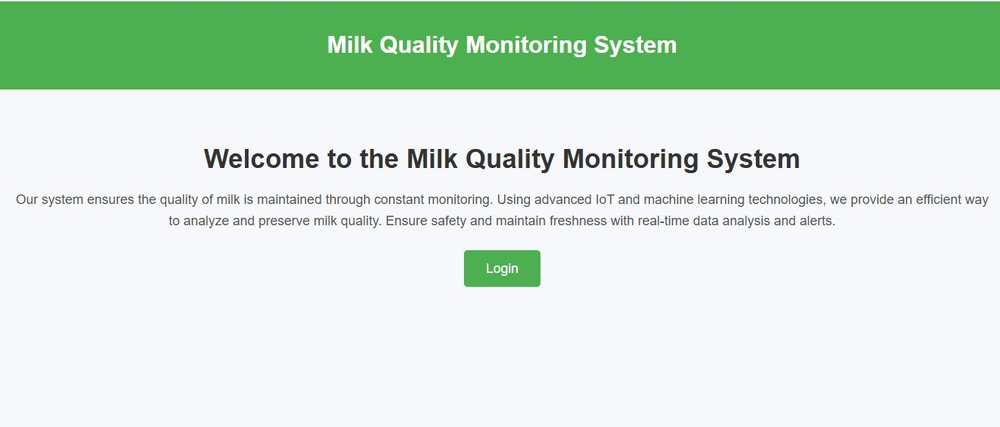 Milk Quality Monitoring System
Welcome to the Milk Quality Monitoring System
Our system ensures the quality of milk is maintained through constant monitoring. Using advanced IoT and machine learning technologies, we provide an efficient way
to analyze and preserve milk quality. Ensure safety and maintain freshness with real-time data analysis and alerts.
Login